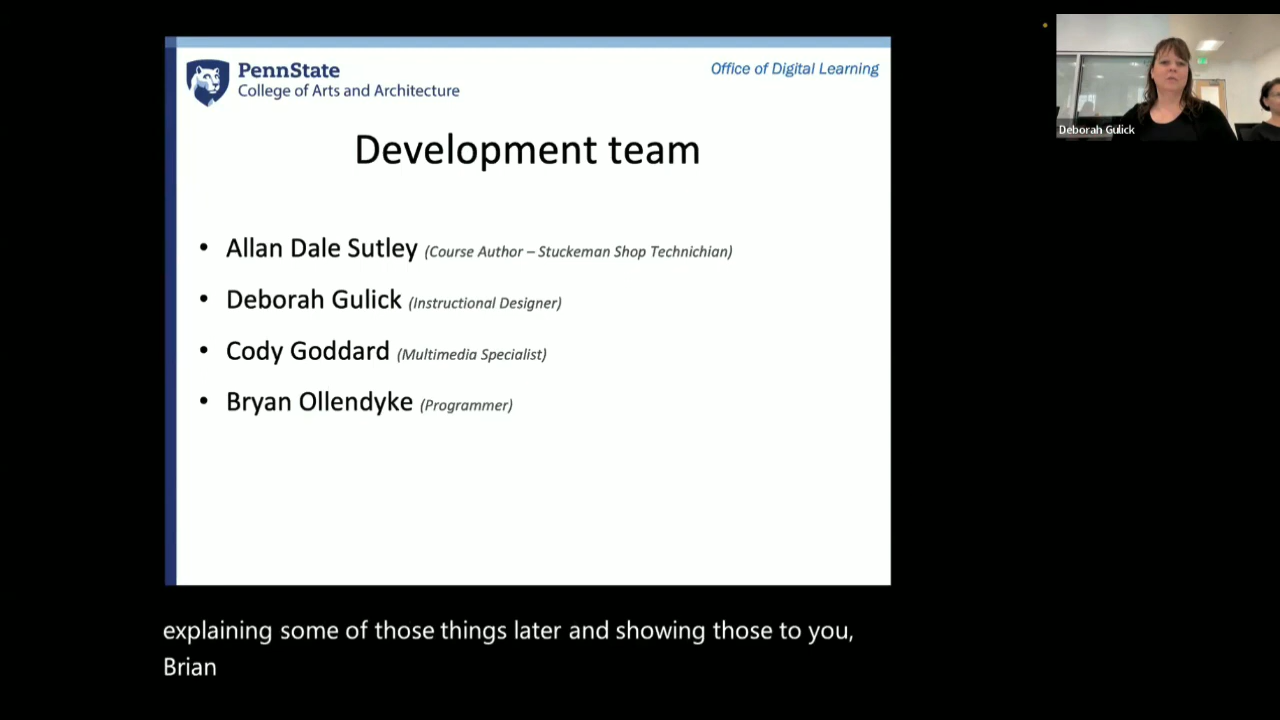 PennState
College of Arts and Architecture
Office of Digital Learning
Development team
• Allan Dale Sutley (Course Author – Stuckeman Shop Technichian)
• Deborah Gulick (Instructional Designer)
• Cody Goddard (Multimedia Specialist)
• Bryan Ollendyke (Programmer)
Deborah Gulick
explaining some of those things later and showing those to you,
Brian